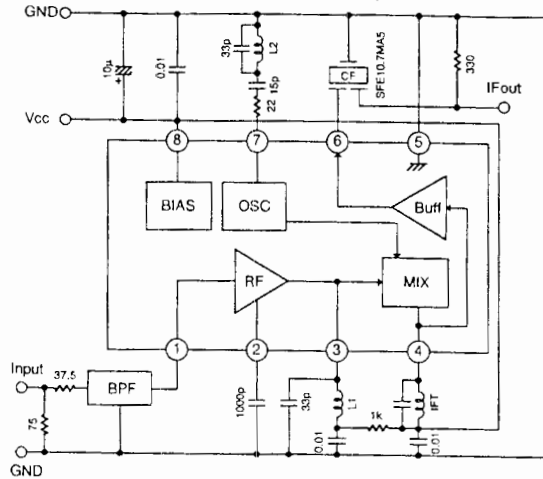 GND
10μ
0.01
33p
L2
15p
22
CF
SFE10.7MA5
330
IFout
Vcc
8
7
6
5
BIAS
OSC
Buff
RF
MIX
1
2
3
4
Input
37.5
BPF
75
1000p
33p
L1
1k
IFT
0.01
0.01
GND